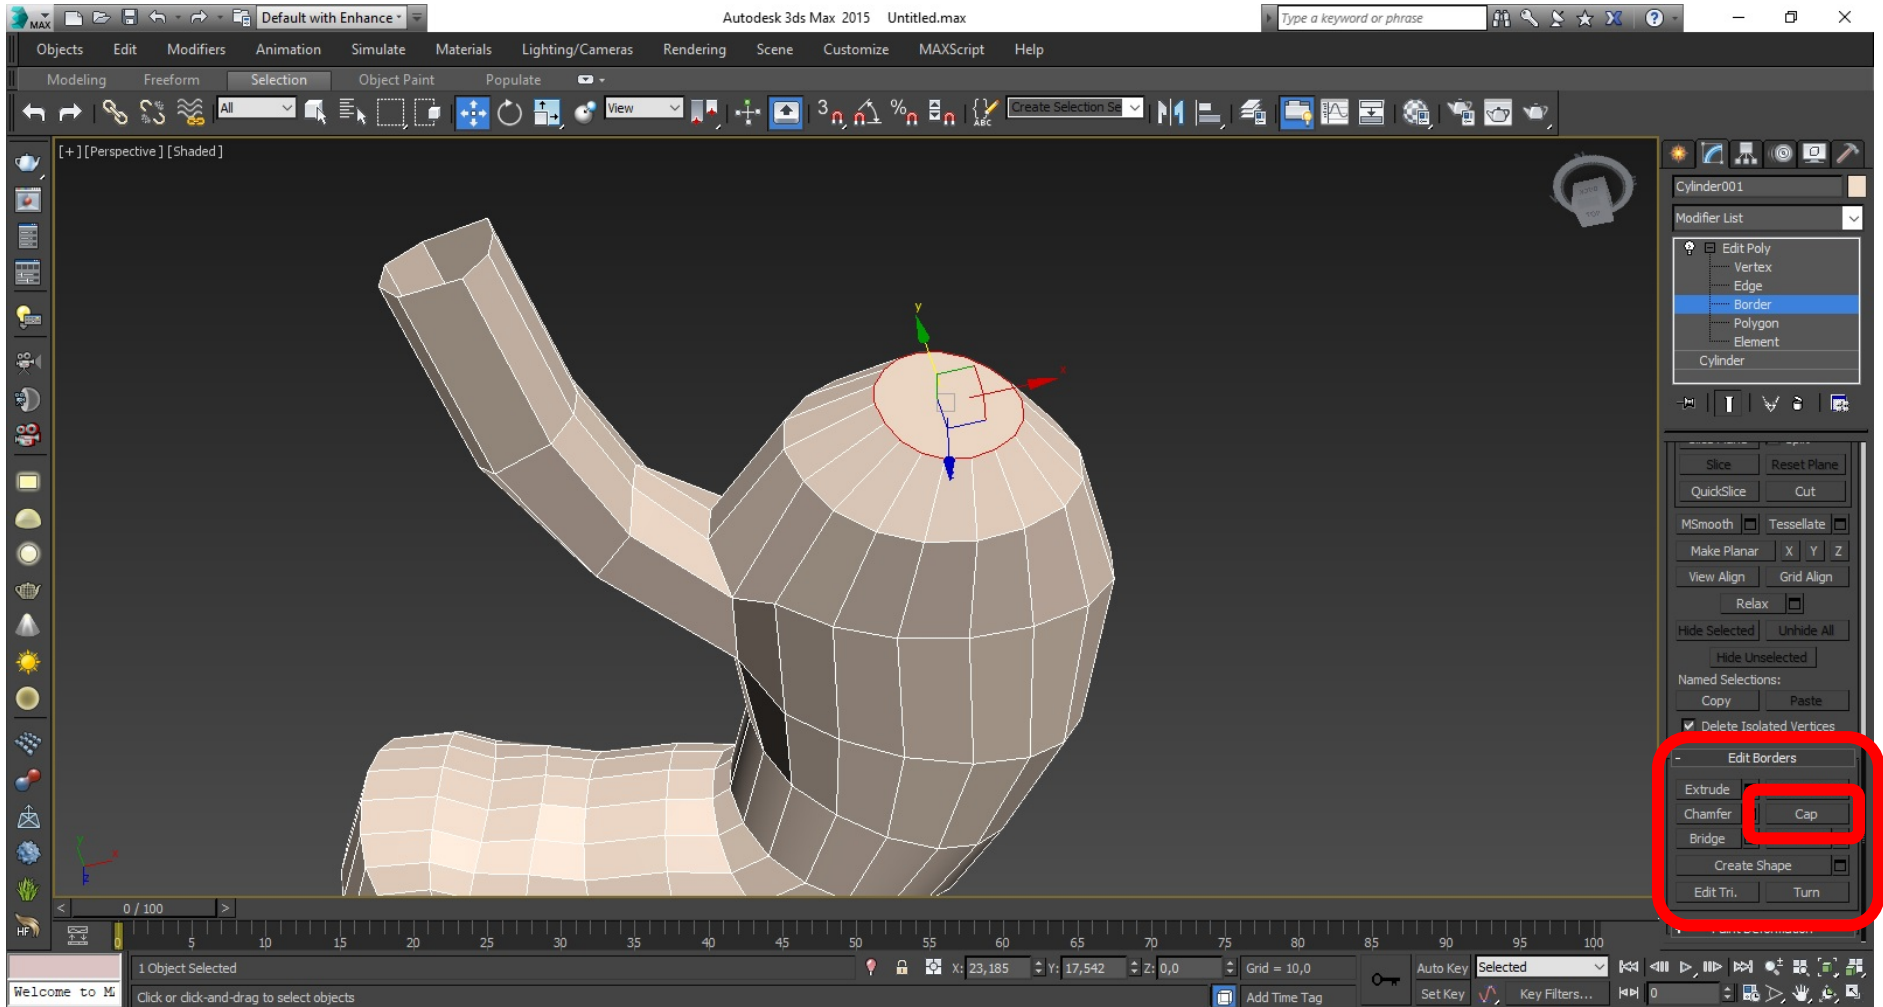 MAX Default with Enhance Autodesk 3ds Max 2015 Untitled.max Type a keyword or phrase
Objects Edit Modifiers Animation Simulate Materials Lighting/Cameras Rendering Scene Customize MAXScript Help
Modeling Freeform Selection Object Paint Populate
All View 3 % ABC Create Selection Se
[+][Perspective][Shaded]
Cylinder001
Modifier List
Edit Poly
Vertex
Edge
Border
Polygon
Element
Cylinder
y
x
TOP
Slice Reset Plane
QuickSlice Cut
MSmooth Tessellate
Make Planar X Y Z
View Align Grid Align
Relax
Hide Selected Unhide All
Hide Unselected
Named Selections:
Copy Paste
Delete Isolated Vertices
- Edit Borders
Extrude
Chamfer Cap
Bridge
Create Shape
Edit Tri. Turn
y
x
z
< 0 / 100 >
HF
0 5 10 15 20 25 30 35 40 45 50 55 60 65 70 75 80 85 90 95 100
1 Object Selected X: 23,185 Y: 17,542 Z: 0,0 Grid = 10,0 Auto Key Selected
Welcome to Click or click-and-drag to select objects Add Time Tag Set Key Key Filters... 0